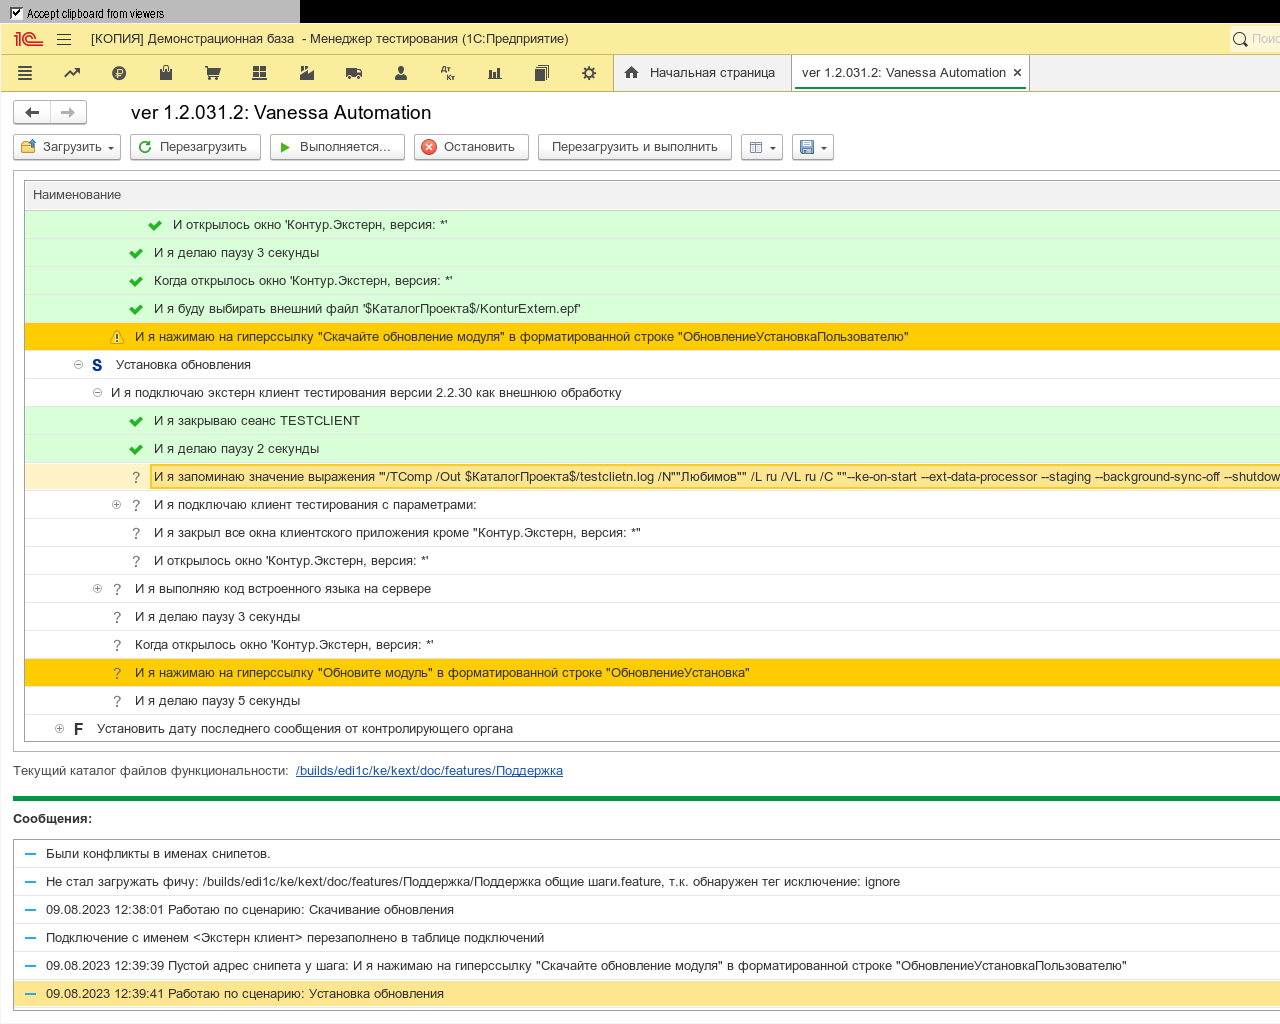 Accept clipboard from viewers
[КОПИЯ] Демонстрационная база - Менеджер тестирования (1С:Предприятие)
Поис
Дт Кт
Начальная страница
ver 1.2.031.2: Vanessa Automation ×
ver 1.2.031.2: Vanessa Automation
Загрузить
Перезагрузить
Выполняется...
Остановить
Перезагрузить и выполнить
Наименование
И открылось окно 'Контур.Экстерн, версия: *'
И я делаю паузу 3 секунды
Когда открылось окно 'Контур.Экстерн, версия: *'
И я буду выбирать внешний файл '$КаталогПроекта$/KonturExtern.epf'
И я нажимаю на гиперссылку "Скачайте обновление модуля" в форматированной строке "ОбновлениеУстановкаПользователю"
S Установка обновления
И я подключаю экстерн клиент тестирования версии 2.2.30 как внешнюю обработку
И я закрываю сеанс TESTCLIENT
И я делаю паузу 2 секунды
? И я запоминаю значение выражения '"/TComp /Out $КаталогПроекта$/testclietn.log /N""Любимов"" /L ru /VL ru /C ""--ke-on-start --ext-data-processor --staging --background-sync-off --shutdow
? И я подключаю клиент тестирования с параметрами:
? И я закрыл все окна клиентского приложения кроме "Контур.Экстерн, версия: *"
? И открылось окно 'Контур.Экстерн, версия: *'
? И я выполняю код встроенного языка на сервере
? И я делаю паузу 3 секунды
? Когда открылось окно 'Контур.Экстерн, версия: *'
? И я нажимаю на гиперссылку "Обновите модуль" в форматированной строке "ОбновлениеУстановка"
? И я делаю паузу 5 секунды
F Установить дату последнего сообщения от контролирующего органа
Текущий каталог файлов функциональности: /builds/edi1c/ke/kext/doc/features/Поддержка
Сообщения:
Были конфликты в именах снипетов.
Не стал загружать фичу: /builds/edi1c/ke/kext/doc/features/Поддержка/Поддержка общие шаги.feature, т.к. обнаружен тег исключение: ignore
09.08.2023 12:38:01 Работаю по сценарию: Скачивание обновления
Подключение с именем <Экстерн клиент> перезаполнено в таблице подключений
09.08.2023 12:39:39 Пустой адрес снипета у шага: И я нажимаю на гиперссылку "Скачайте обновление модуля" в форматированной строке "ОбновлениеУстановкаПользователю"
09.08.2023 12:39:41 Работаю по сценарию: Установка обновления